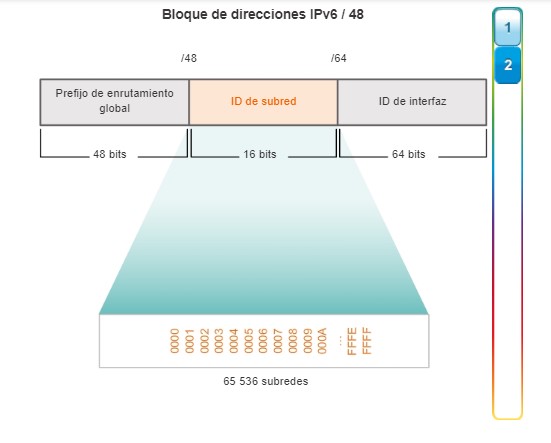 Bloque de direcciones IPv6 / 48
1
2
/48
/64
Prefijo de enrutamiento
global
ID de subred
ID de interfaz
48 bits
16 bits
64 bits
0000
0001
0002
0003
0004
0005
0006
0007
0008
0009
000A
...
FFFE
FFFF
65 536 subredes